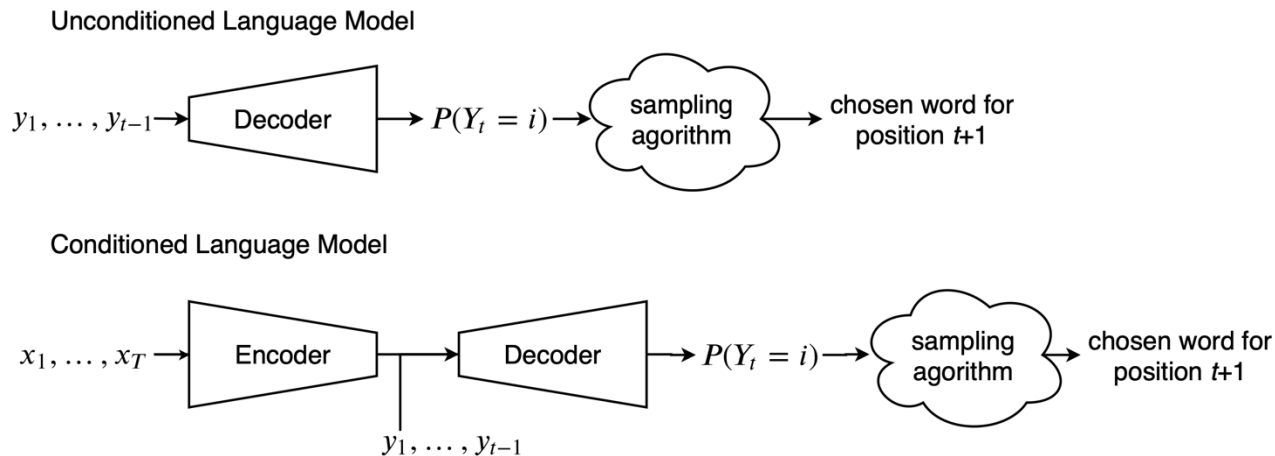 Unconditioned Language Model
y₁, … , yₜ₋₁
Decoder
P(Yₜ = i)
sampling
agorithm
chosen word for
position t+1
Conditioned Language Model
x₁, … , x_T
Encoder
Decoder
P(Yₜ = i)
sampling
agorithm
chosen word for
position t+1
y₁, … , yₜ₋₁